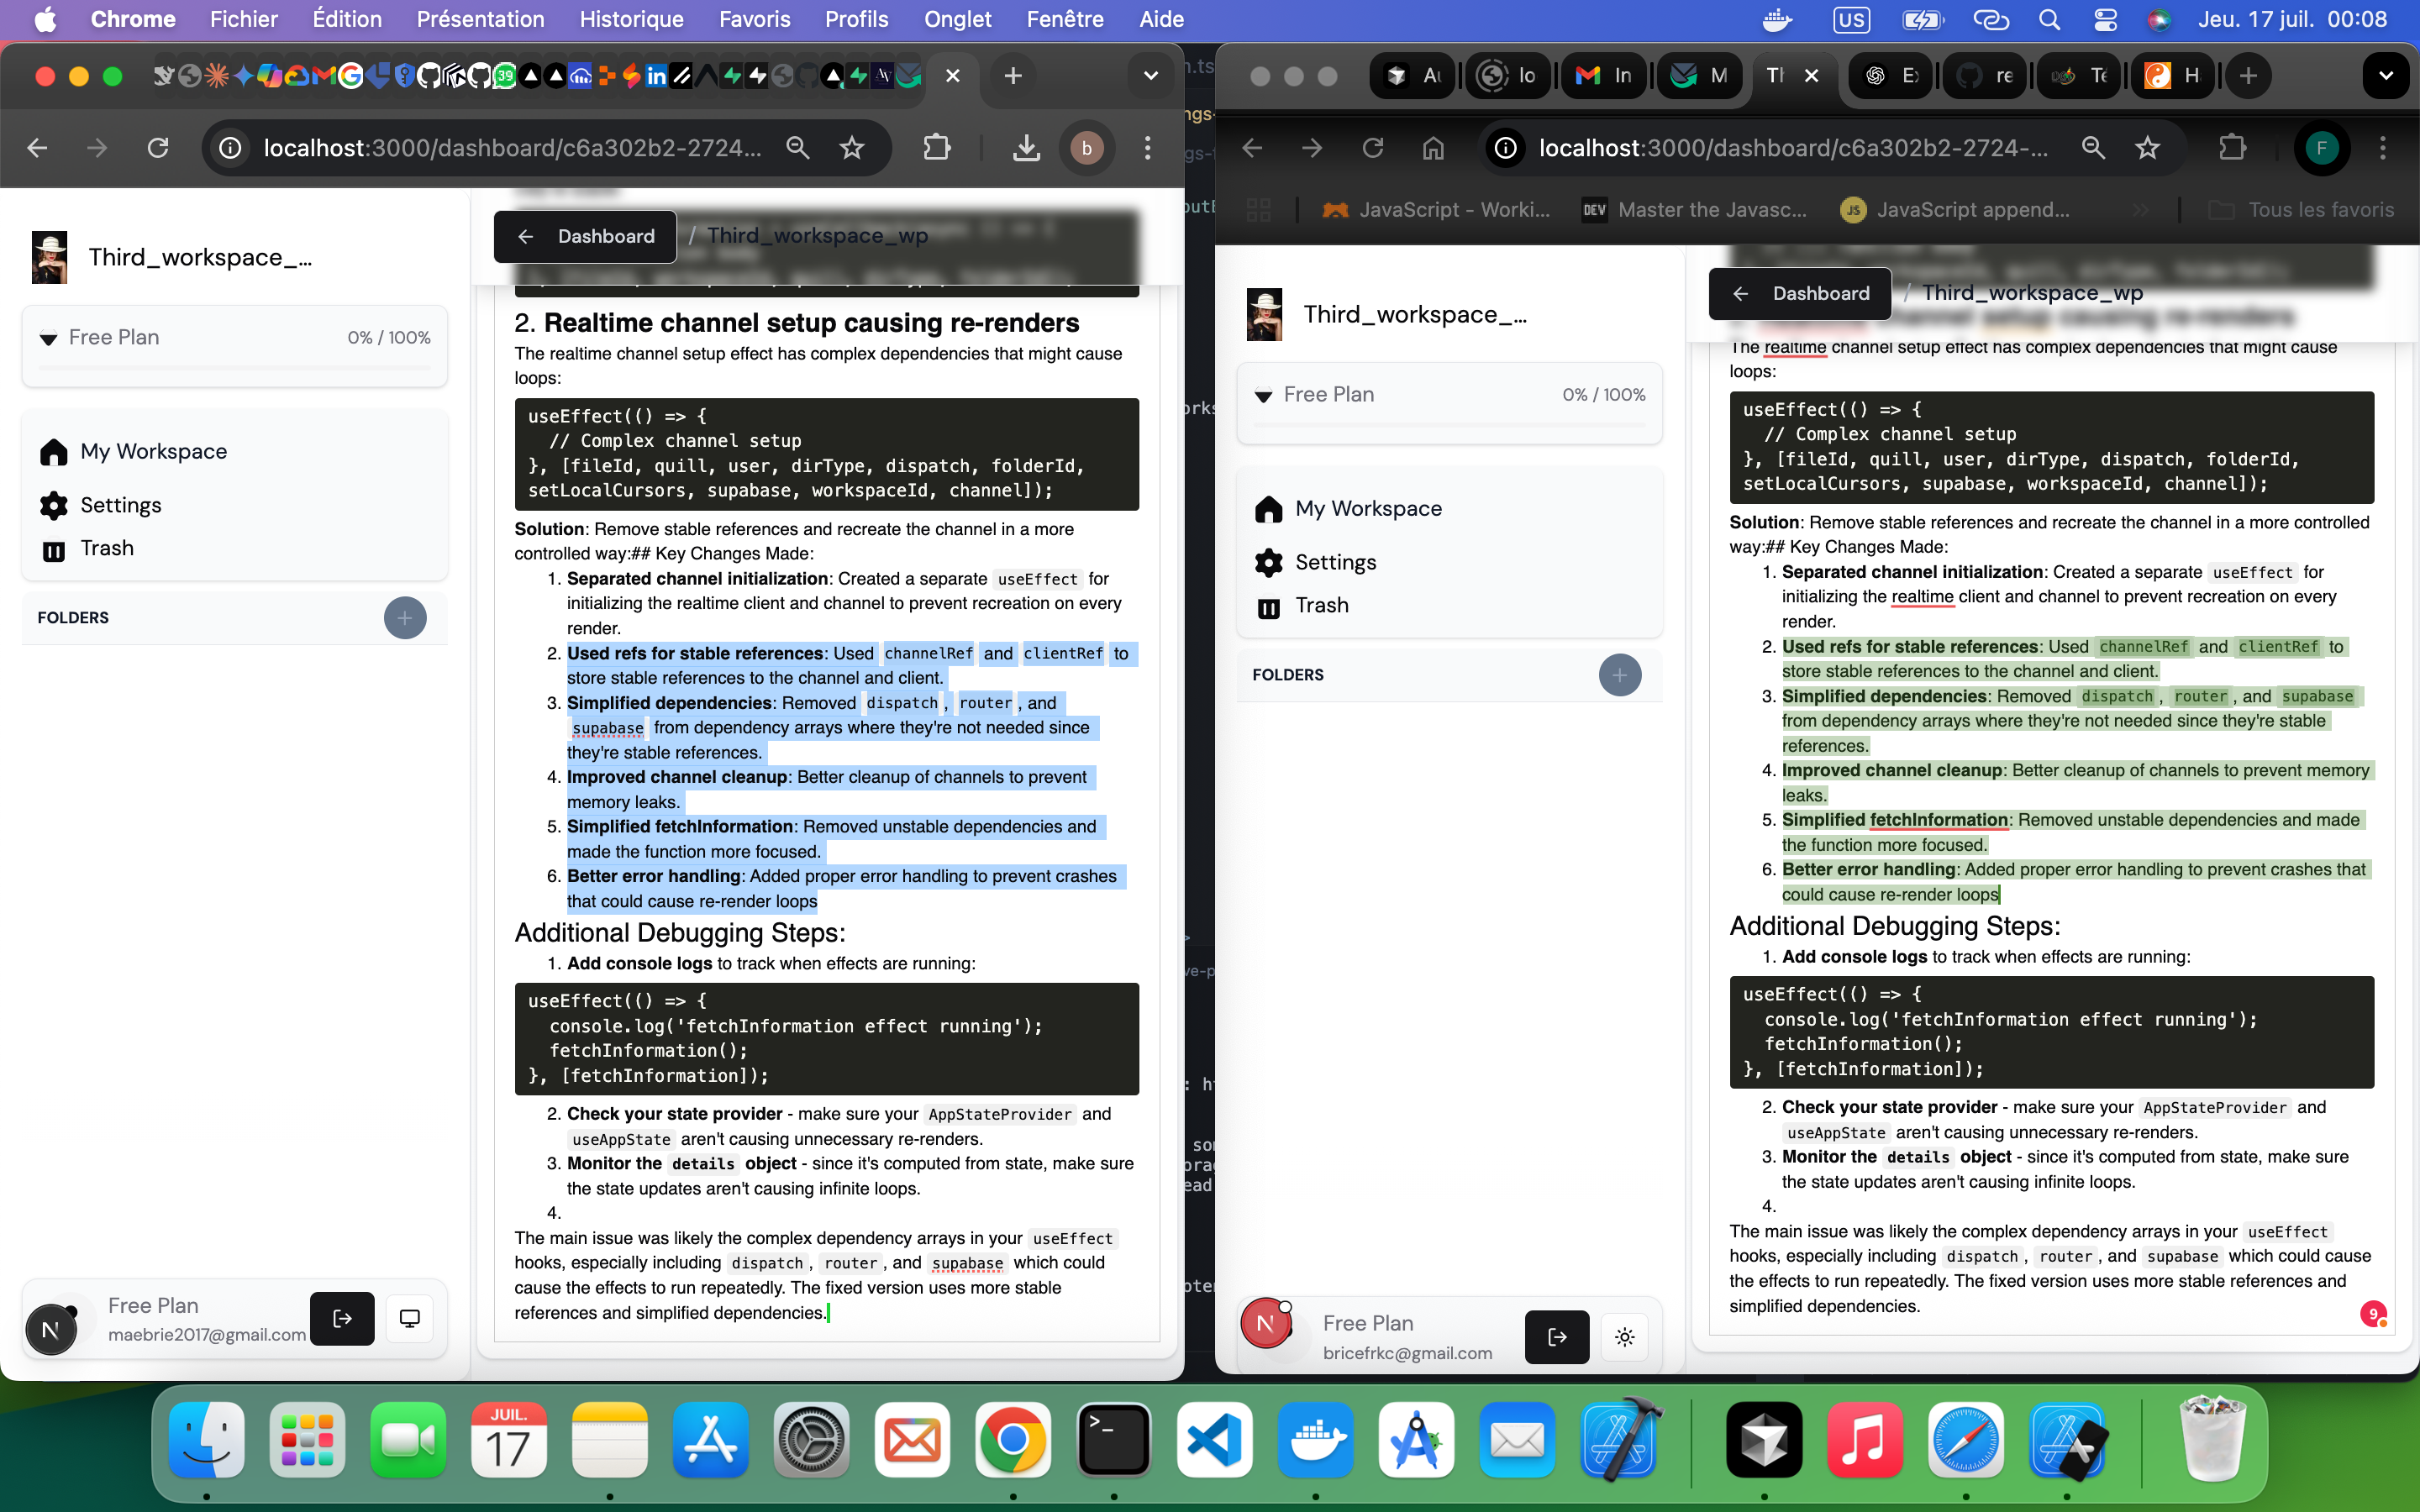 Chrome Fichier Édition Présentation Historique Favoris Profils Onglet Fenêtre Aide US Jeu. 17 juil. 00:08
39
localhost:3000/dashboard/c6a302b2-2724... b
Third_workspace_...
Free Plan 0% / 100%
My Workspace
Settings
Trash
FOLDERS
Dashboard / Third_workspace_wp
2. Realtime channel setup causing re-renders
The realtime channel setup effect has complex dependencies that might cause
loops:
useEffect(() => {
// Complex channel setup
}, [fileId, quill, user, dirType, dispatch, folderId,
setLocalCursors, supabase, workspaceId, channel]);
Solution: Remove stable references and recreate the channel in a more
controlled way:## Key Changes Made:
1. Separated channel initialization: Created a separate useEffect for
initializing the realtime client and channel to prevent recreation on every
render.
2. Used refs for stable references: Used channelRef and clientRef to
store stable references to the channel and client.
3. Simplified dependencies: Removed dispatch, router, and
supabase from dependency arrays where they're not needed since
they're stable references.
4. Improved channel cleanup: Better cleanup of channels to prevent
memory leaks.
5. Simplified fetchInformation: Removed unstable dependencies and
made the function more focused.
6. Better error handling: Added proper error handling to prevent crashes
that could cause re-render loops
Additional Debugging Steps:
1. Add console logs to track when effects are running:
useEffect(() => {
console.log('fetchInformation effect running');
fetchInformation();
}, [fetchInformation]);
2. Check your state provider - make sure your AppStateProvider and
useAppState aren't causing unnecessary re-renders.
3. Monitor the details object - since it's computed from state, make sure
the state updates aren't causing infinite loops.
4.
The main issue was likely the complex dependency arrays in your useEffect
hooks, especially including dispatch, router, and supabase which could
cause the effects to run repeatedly. The fixed version uses more stable
references and simplified dependencies.
N
Free Plan
maebrie2017@gmail.com
Au lo In M Th E: re Te H
localhost:3000/dashboard/c6a302b2-2724-... F
JavaScript - Worki... DEV Master the Javasc... JS JavaScript append... » Tous les favoris
Third_workspace_...
Free Plan 0% / 100%
My Workspace
Settings
Trash
FOLDERS
Dashboard / Third_workspace_wp
The realtime channel setup effect has complex dependencies that might cause
loops:
useEffect(() => {
// Complex channel setup
}, [fileId, quill, user, dirType, dispatch, folderId,
setLocalCursors, supabase, workspaceId, channel]);
Solution: Remove stable references and recreate the channel in a more controlled
way:## Key Changes Made:
1. Separated channel initialization: Created a separate useEffect for
initializing the realtime client and channel to prevent recreation on every
render.
2. Used refs for stable references: Used channelRef and clientRef to
store stable references to the channel and client.
3. Simplified dependencies: Removed dispatch, router, and supabase
from dependency arrays where they're not needed since they're stable
references.
4. Improved channel cleanup: Better cleanup of channels to prevent memory
leaks.
5. Simplified fetchInformation: Removed unstable dependencies and made
the function more focused.
6. Better error handling: Added proper error handling to prevent crashes that
could cause re-render loops
Additional Debugging Steps:
1. Add console logs to track when effects are running:
useEffect(() => {
console.log('fetchInformation effect running');
fetchInformation();
}, [fetchInformation]);
2. Check your state provider - make sure your AppStateProvider and
useAppState aren't causing unnecessary re-renders.
3. Monitor the details object - since it's computed from state, make sure
the state updates aren't causing infinite loops.
4.
The main issue was likely the complex dependency arrays in your useEffect
hooks, especially including dispatch, router, and supabase which could cause
the effects to run repeatedly. The fixed version uses more stable references and
simplified dependencies.
9
N
Free Plan
bricefrkc@gmail.com
JUIL.
17